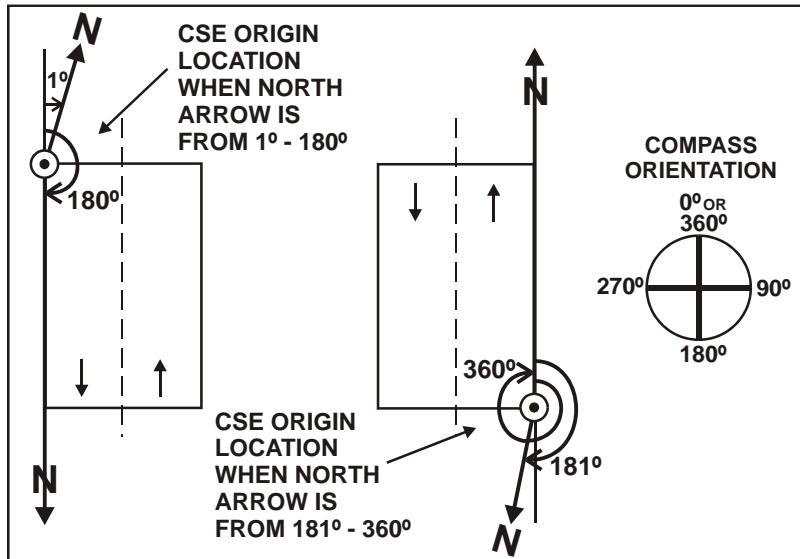 N
1º
CSE ORIGIN
LOCATION
WHEN NORTH
ARROW IS
FROM 1º - 180º
180º
N
N
360º
181º
N
CSE ORIGIN
LOCATION
WHEN NORTH
ARROW IS
FROM 181º - 360º
COMPASS
ORIENTATION
0º OR
360º
270º
90º
180º